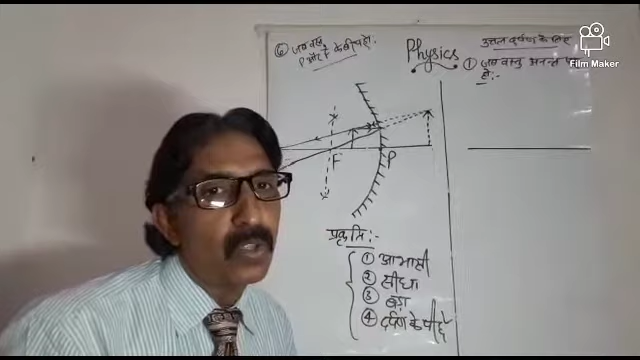 ⑥ जब वस्तु
P और F के बीच हो:
Physics
उत्तल दर्पण के लिए
① जब वस्तु अनन्त
हो:-
Film Maker
F
P
प्रकृति:-
① आभासी
② सीधा
③ बड़ा
④ दर्पण के पीछे